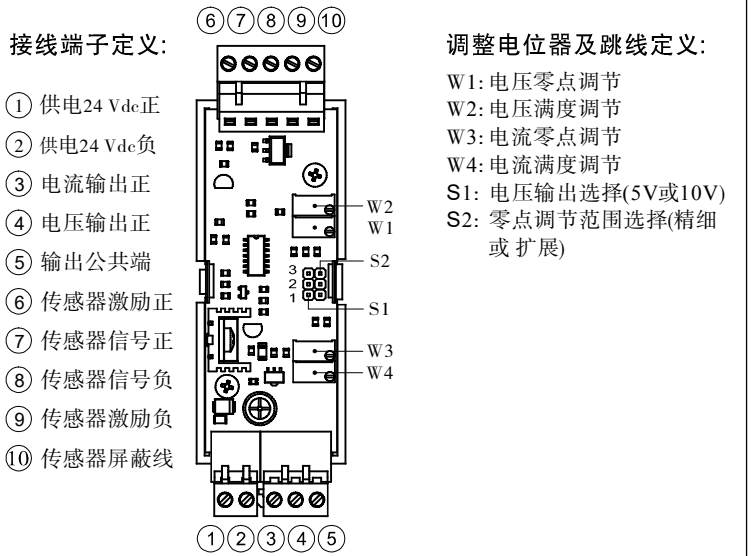 ⑥⑦⑧⑨⑩
接线端子定义:
① 供电24 Vdc正
② 供电24 Vdc负
③ 电流输出正
④ 电压输出正
⑤ 输出公共端
⑥ 传感器激励正
⑦ 传感器信号正
⑧ 传感器信号负
⑨ 传感器激励负
⑩ 传感器屏蔽线
W2
W1
S2
3
2
1
S1
W3
W4
①②③④⑤
调整电位器及跳线定义:
W1: 电压零点调节
W2: 电压满度调节
W3: 电流零点调节
W4: 电流满度调节
S1: 电压输出选择(5V或10V)
S2: 零点调节范围选择(精细
或 扩展)